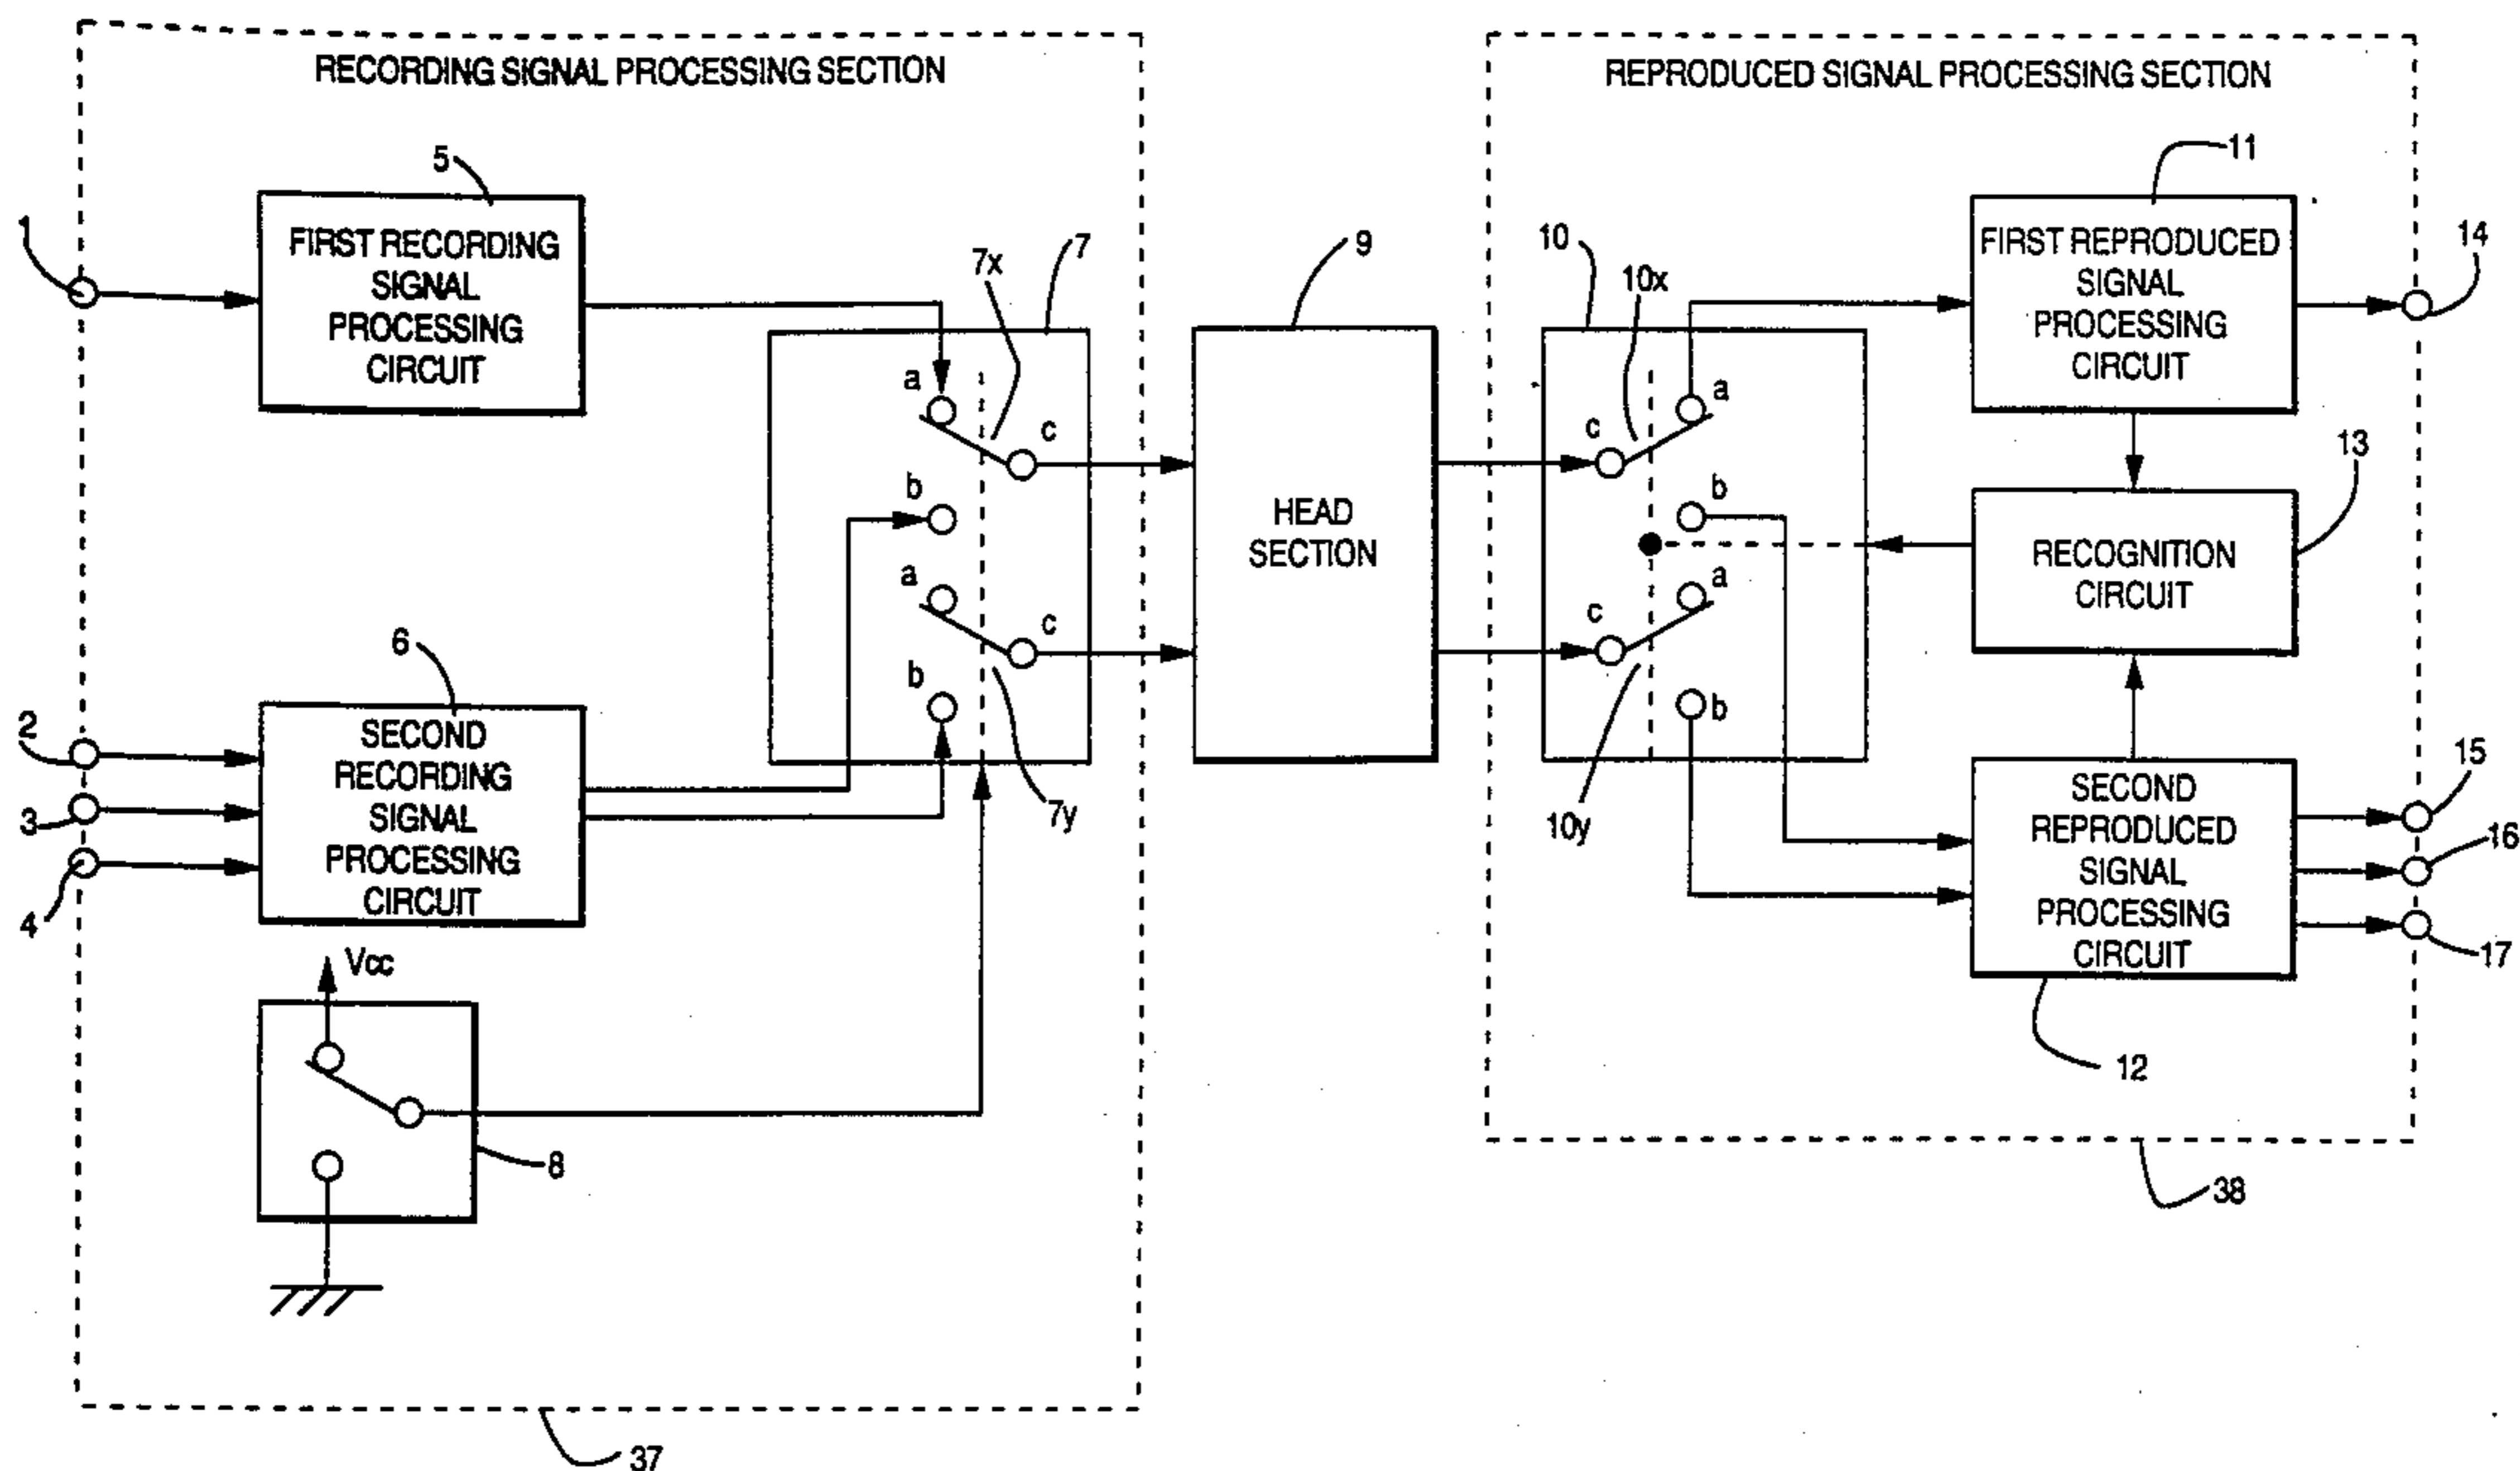 RECORDING SIGNAL PROCESSING SECTION
REPRODUCED SIGNAL PROCESSING SECTION
5
11
1
FIRST RECORDING
SIGNAL
PROCESSING
CIRCUIT
7x
7
9
10
10x
FIRST REPRODUCED
SIGNAL
PROCESSING
CIRCUIT
14
a
c
b
a
c
b
7y
HEAD
SECTION
c
a
b
a
c
b
10y
13
RECOGNITION
CIRCUIT
6
2
3
4
SECOND
RECORDING
SIGNAL
PROCESSING
CIRCUIT
SECOND
REPRODUCED
SIGNAL
PROCESSING
CIRCUIT
15
16
17
12
Vcc
8
38
37